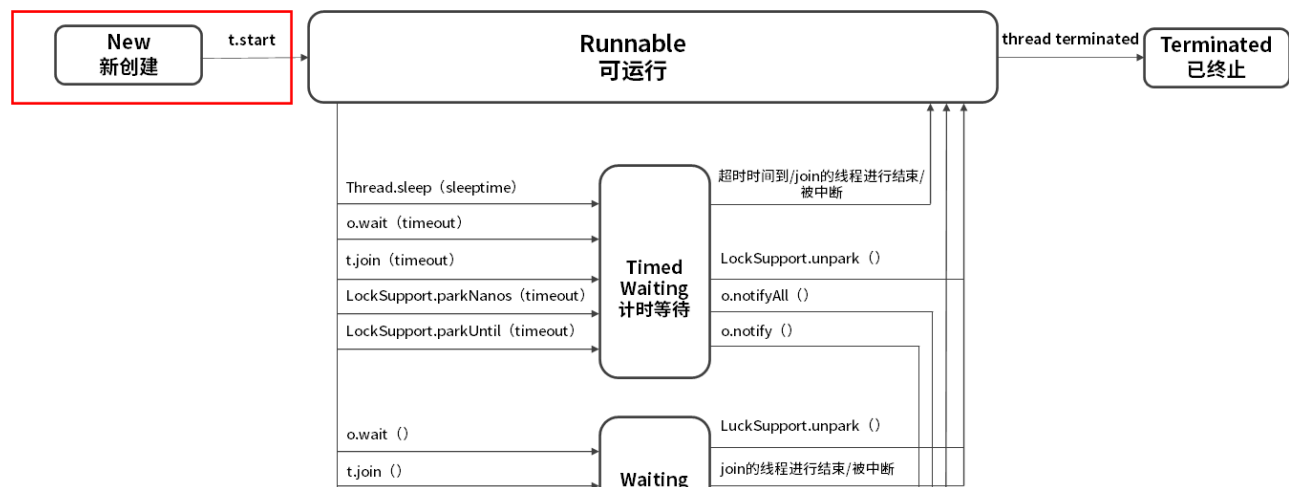 New
新创建
t.start
Runnable
可运行
thread terminated
Terminated
已终止
Thread.sleep（sleeptime）
o.wait（timeout）
t.join（timeout）
LockSupport.parkNanos（timeout）
LockSupport.parkUntil（timeout）
Timed
Waiting
计时等待
超时时间到/join的线程进行结束/
被中断
LockSupport.unpark（）
o.notifyAll（）
o.notify（）
o.wait（）
t.join（）
Waiting
LuckSupport.unpark（）
join的线程进行结束/被中断